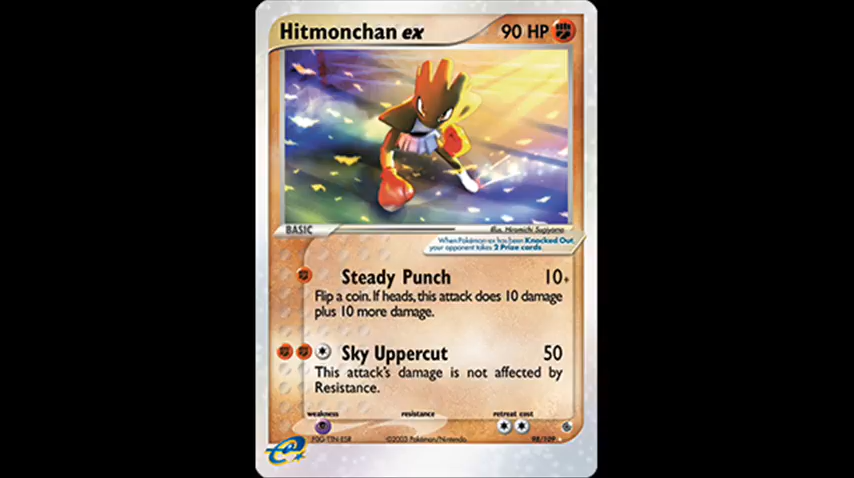 Hitmonchan ex 90 HP
BASIC
Illus. Hiromichi Sugiyama
When Pokémon-ex has been Knocked Out,
your opponent takes 2 Prize cards.
Steady Punch 10+
Flip a coin. If heads, this attack does 10 damage
plus 10 more damage.
Sky Uppercut 50
This attack's damage is not affected by
Resistance.
weakness resistance retreat cost
©2003 Pokémon/Nintendo 98/109
e